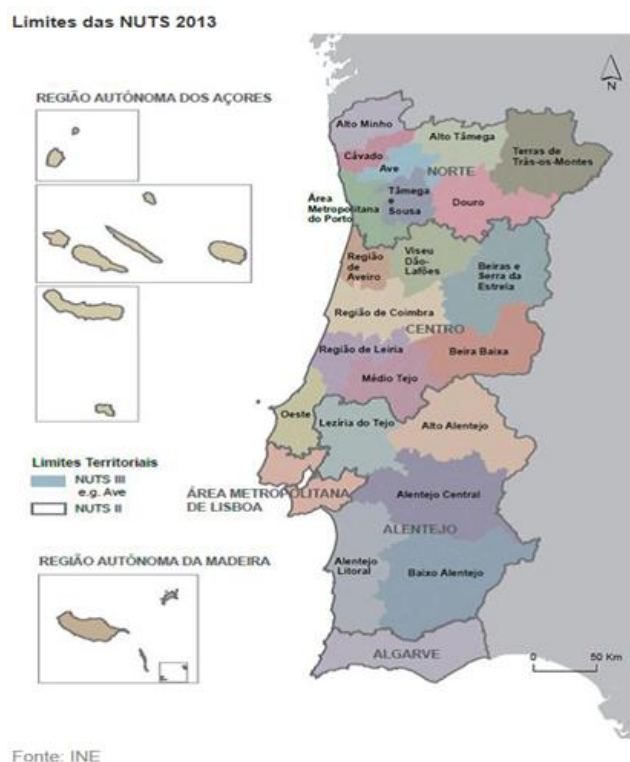 Limites das NUTS 2013
REGIÃO AUTÓNOMA DOS AÇORES
N
Alto Minho
Alto Tâmega
Terras de
Trás-os-Montes
Cávado
Ave
NORTE
Área
Metropolitana
do Porto
Tâmega
e
Sousa
Douro
Região
de
Aveiro
Viseu
Dão-
Lafões
Beiras e
Serra da
Estrela
Região de Coimbra
CENTRO
Região de Leiria
Beira Baixa
Médio Tejo
Oeste
Lezíria do Tejo
Alto Alentejo
Limites Territoriais
NUTS III
e.g. Ave
NUTS II
ÁREA METROPOLITANA
DE LISBOA
Alentejo Central
ALENTEJO
REGIÃO AUTÓNOMA DA MADEIRA
Alentejo
Litoral
Baixo Alentejo
ALGARVE
0 50 Km
Fonte: INE